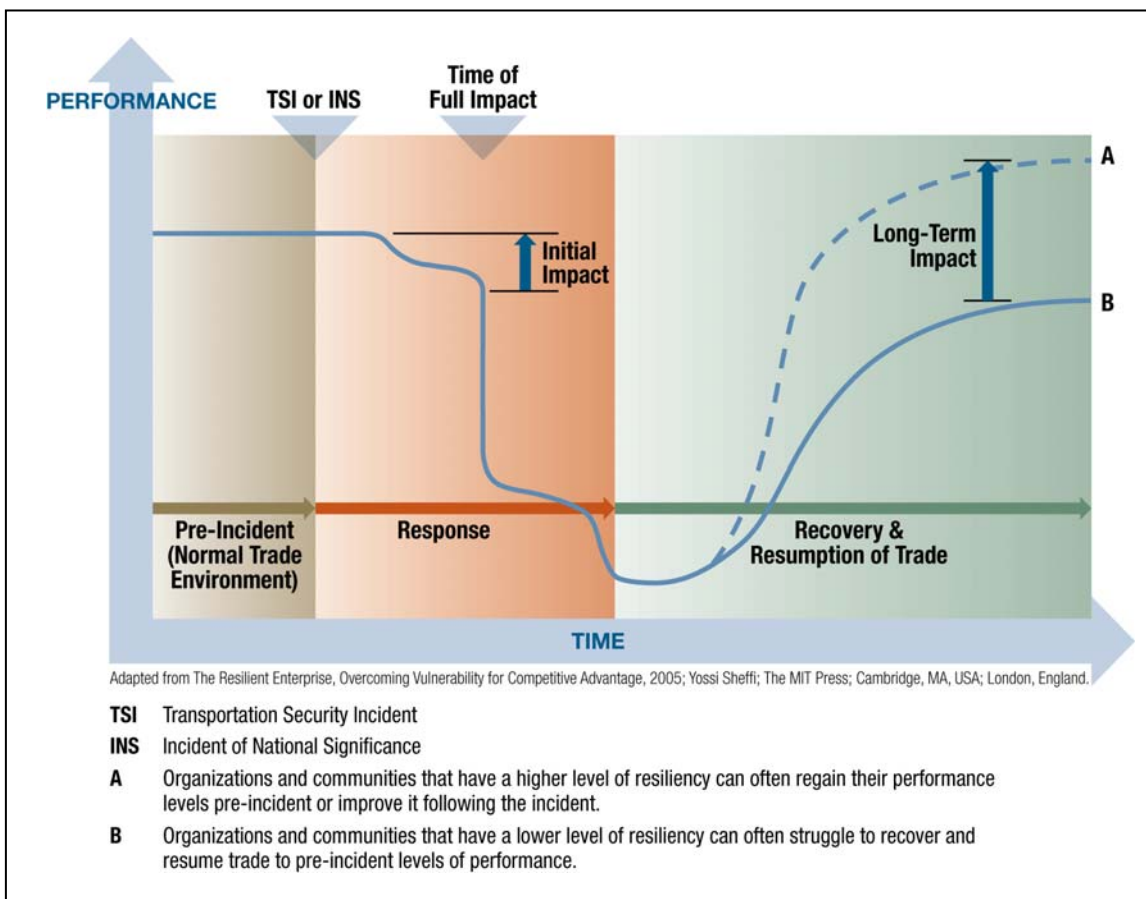 PERFORMANCE
TSI or INS
Time of
Full Impact
A
Initial
Impact
Long-Term
Impact
B
Pre-Incident
(Normal Trade
Environment)
Response
Recovery &
Resumption of Trade
TIME
Adapted from The Resilient Enterprise, Overcoming Vulnerability for Competitive Advantage, 2005; Yossi Sheffi; The MIT Press; Cambridge, MA, USA; London, England.
TSI Transportation Security Incident
INS Incident of National Significance
A Organizations and communities that have a higher level of resiliency can often regain their performance
levels pre-incident or improve it following the incident.
B Organizations and communities that have a lower level of resiliency can often struggle to recover and
resume trade to pre-incident levels of performance.